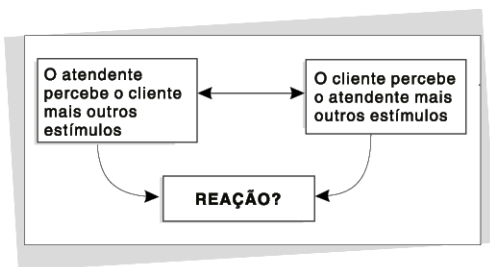 O atendente
percebe o cliente
mais outros
estímulos
O cliente percebe
o atendente mais
outros estímulos
REAÇÃO?